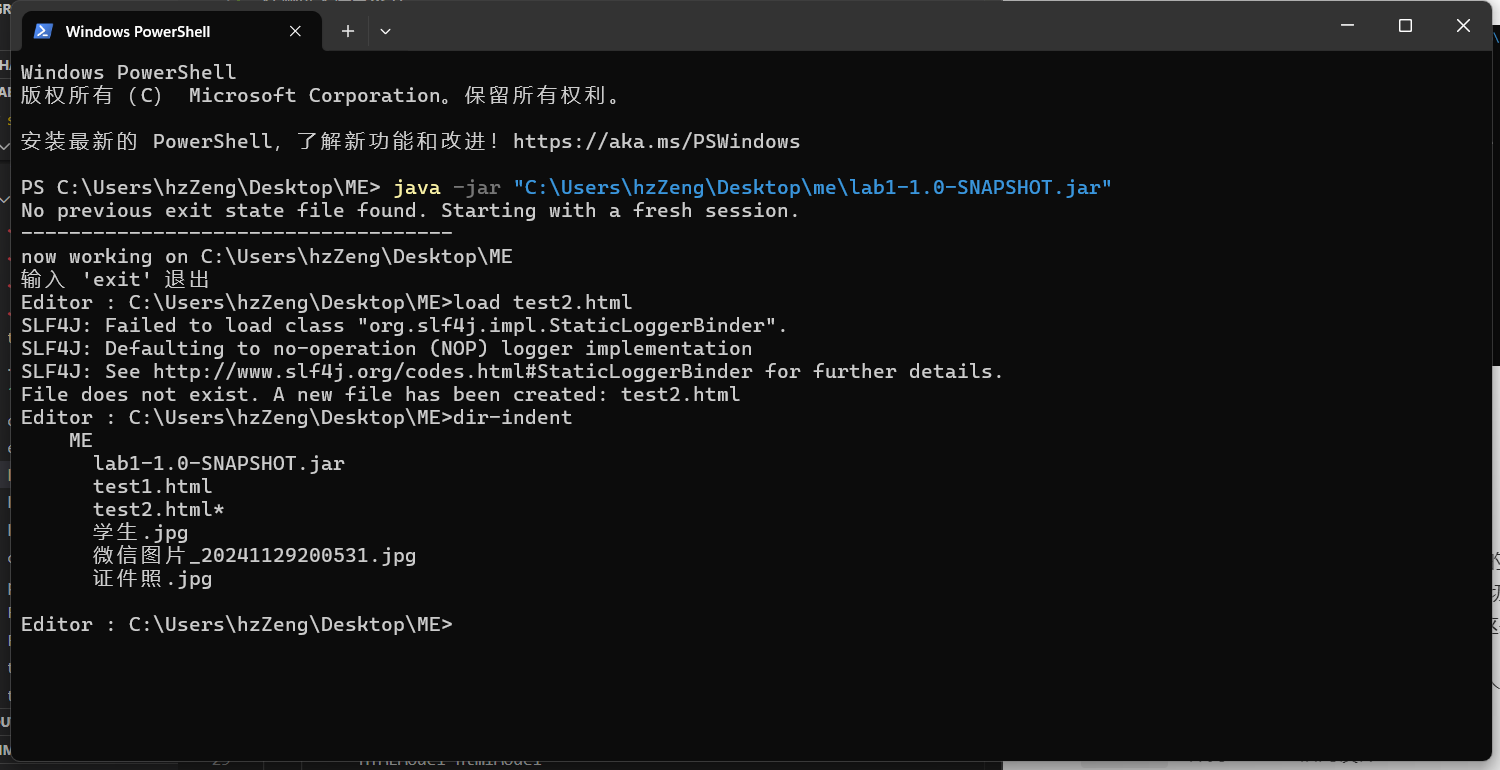 Windows PowerShell
Windows PowerShell
版权所有 (C) Microsoft Corporation。保留所有权利。
安装最新的 PowerShell，了解新功能和改进！https://aka.ms/PSWindows
PS C:\Users\hzZeng\Desktop\ME> java -jar "C:\Users\hzZeng\Desktop\me\lab1-1.0-SNAPSHOT.jar"
No previous exit state file found. Starting with a fresh session.
------------------------------------
now working on C:\Users\hzZeng\Desktop\ME
输入 'exit' 退出
Editor : C:\Users\hzZeng\Desktop\ME>load test2.html
SLF4J: Failed to load class "org.slf4j.impl.StaticLoggerBinder".
SLF4J: Defaulting to no-operation (NOP) logger implementation
SLF4J: See http://www.slf4j.org/codes.html#StaticLoggerBinder for further details.
File does not exist. A new file has been created: test2.html
Editor : C:\Users\hzZeng\Desktop\ME>dir-indent
ME
lab1-1.0-SNAPSHOT.jar
test1.html
test2.html*
学生.jpg
微信图片_20241129200531.jpg
证件照.jpg
Editor : C:\Users\hzZeng\Desktop\ME>